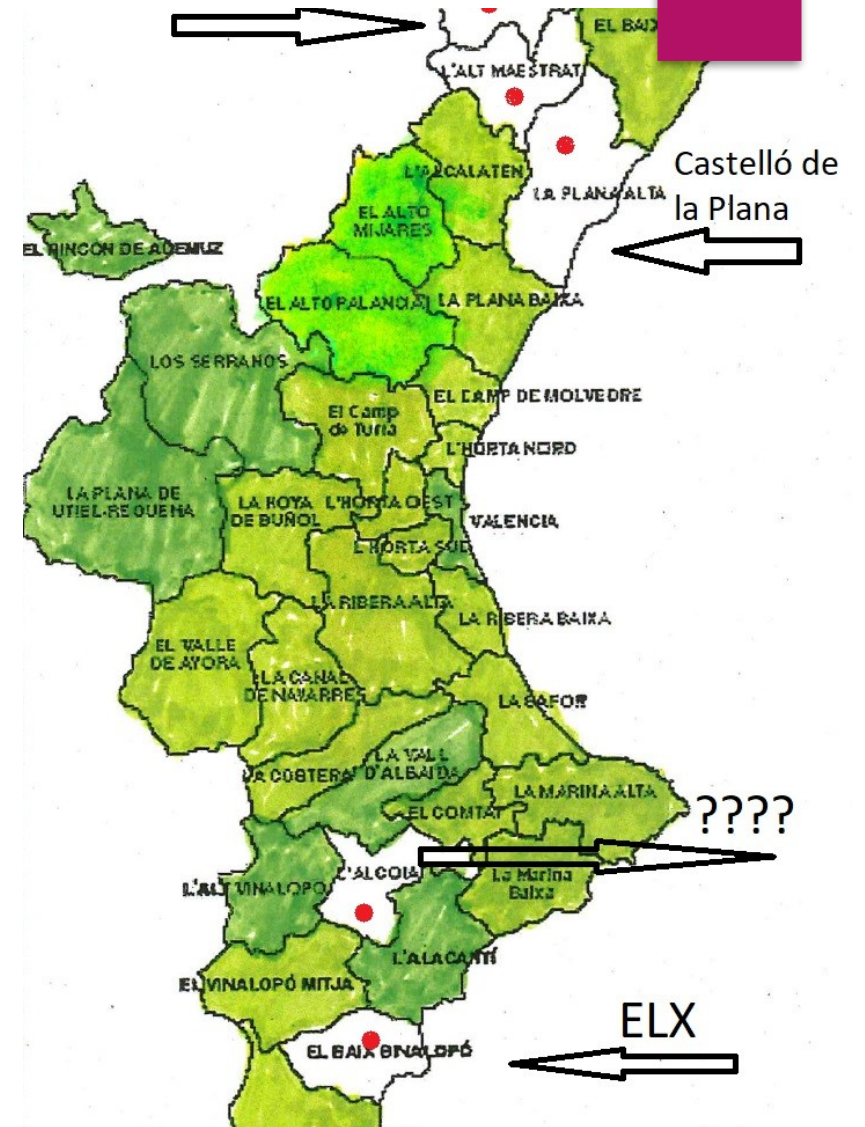 EL BAIX
L'ALT MAESTRAT
Castelló de
la Plana
L'ALCALATEN
LA PLANA ALTA
EL ALTO
MIJARES
EL RINCON DE ADEMUZ
EL ALTO PALANCIA
LA PLANA BAIXA
LOS SERRANOS
EL CAMP DE MOLVEDRE
El Camp
de Turia
L'HORTA NORD
LA PLANA DE
UTIEL-REQUENA
LA HOYA
DE BUÑOL
L'HORTA OEST
VALENCIA
L'HORTA SUD
LA RIBERA ALTA
LA RIBERA BAIXA
EL VALLE
DE AYORA
LA CANAL
DE NAVARRES
LA SAFOR
LA COSTERA
LA VALL
D'ALBAIDA
LA MARINA ALTA
EL COMTAT
????
L'ALCOIA
La Marina
Baixa
L'ALT VINALOPO
L'ALACANTÍ
EL VINALOPÓ MITJA
ELX
EL BAIX BINALOPÓ